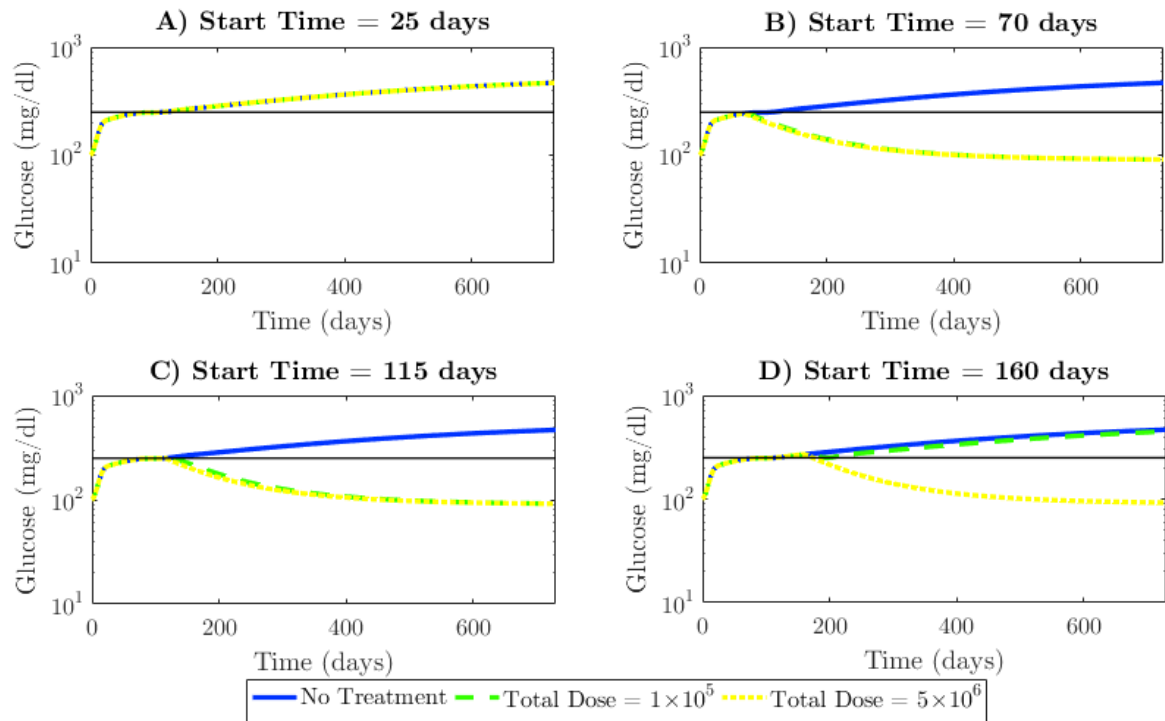 A) Start Time = 25 days
10^3
10^2
10^1
Glucose (mg/dl)
0 200 400 600
Time (days)
B) Start Time = 70 days
10^3
10^2
10^1
Glucose (mg/dl)
0 200 400 600
Time (days)
C) Start Time = 115 days
10^3
10^2
10^1
Glucose (mg/dl)
0 200 400 600
Time (days)
D) Start Time = 160 days
10^3
10^2
10^1
Glucose (mg/dl)
0 200 400 600
Time (days)
No Treatment Total Dose = 1×10^5 Total Dose = 5×10^6